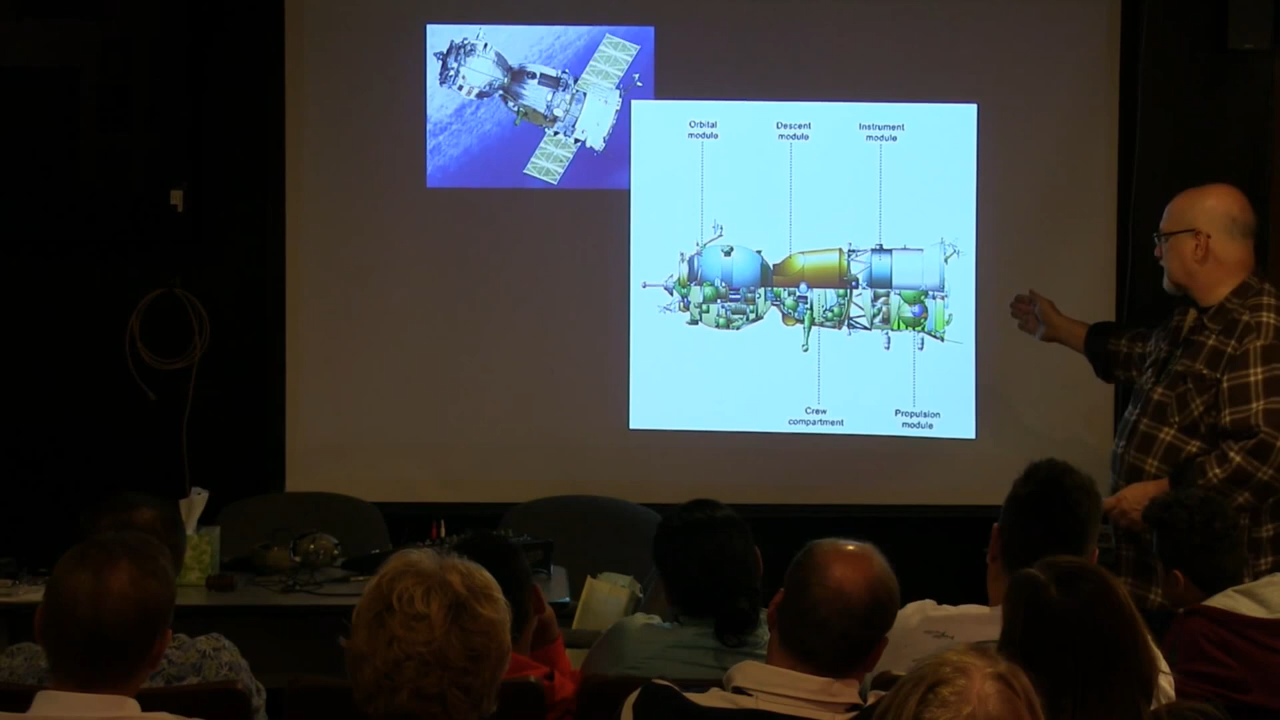 Orbital
module
Descent
module
Instrument
module
Crew
compartment
Propulsion
module